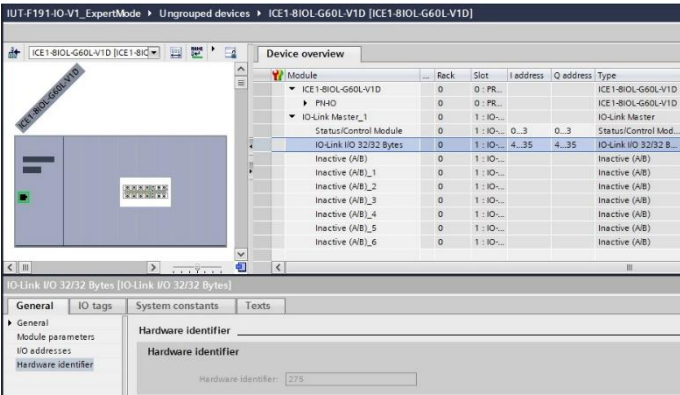 IUT-F191-IO-V1_ExpertMode ▸ Ungrouped devices ▸ ICE1-8IOL-G60L-V1D [ICE1-8IOL-G60L-V1D]
ICE1-8IOL-G60L-V1D [ICE1-8IC
Device overview
Module ... Rack Slot I address Q address Type
ICE1-8IOL-G60L-V1D 0 0 : PR... ICE1-8IOL-G60L-V1D
PNHO 0 0 : PR... ICE1-8IOL-G60L-V1D
IO-Link Master_1 0 1 : IO-... IO-Link Master
Status/Control Module 0 1 : IO-... 0...3 0...3 Status/Control Mod...
IO-Link I/O 32/32 Bytes 0 1 : IO-... 4...35 4...35 IO-Link I/O 32/32 B...
Inactive (A/B) 0 1 : IO-... Inactive (A/B)
Inactive (A/B)_1 0 1 : IO-... Inactive (A/B)
Inactive (A/B)_2 0 1 : IO-... Inactive (A/B)
Inactive (A/B)_3 0 1 : IO-... Inactive (A/B)
Inactive (A/B)_4 0 1 : IO-... Inactive (A/B)
Inactive (A/B)_5 0 1 : IO-... Inactive (A/B)
Inactive (A/B)_6 0 1 : IO-... Inactive (A/B)
ICE1-8IOL-G60L-V1D
IO-Link I/O 32/32 Bytes [IO-Link I/O 32/32 Bytes]
General IO tags System constants Texts
General
Module parameters
I/O addresses
Hardware identifier
Hardware identifier
Hardware identifier
Hardware identifier: 275